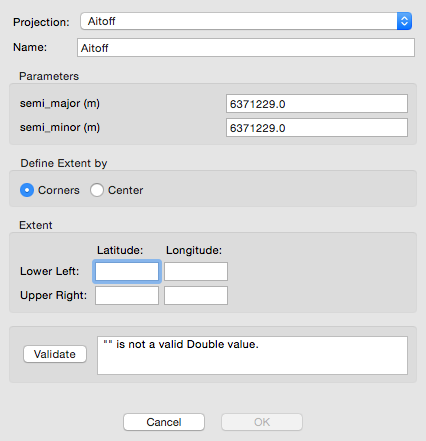 Projection: Aitoff
Name: Aitoff
Parameters
semi_major (m) 6371229.0
semi_minor (m) 6371229.0
Define Extent by
Corners Center
Extent
Latitude: Longitude:
Lower Left:
Upper Right:
Validate "" is not a valid Double value.
Cancel OK